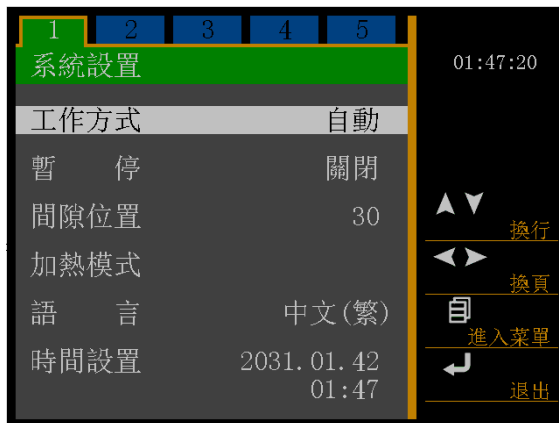 1 2 3 4 5
系統設置
01:47:20
工作方式 自動
暫 停 關閉
間隙位置 30
加熱模式
語 言 中文(繁)
時間設置 2031.01.42
01:47
換行
換頁
進入菜單
退出